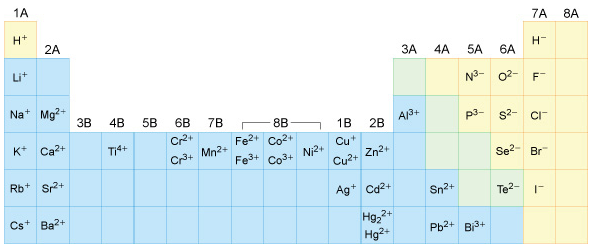 1A 7A 8A
H⁺ 2A 3A 4A 5A 6A H⁻
Li⁺ N³⁻ O²⁻ F⁻
Na⁺ Mg²⁺ 3B 4B 5B 6B 7B 8B 1B 2B Al³⁺ P³⁻ S²⁻ Cl⁻
K⁺ Ca²⁺ Ti⁴⁺ Cr²⁺ Cr³⁺ Mn²⁺ Fe²⁺ Fe³⁺ Co²⁺ Co³⁺ Ni²⁺ Cu⁺ Cu²⁺ Zn²⁺ Se²⁻ Br⁻
Rb⁺ Sr²⁺ Ag⁺ Cd²⁺ Sn²⁺ Te²⁻ I⁻
Cs⁺ Ba²⁺ Hg₂²⁺ Hg²⁺ Pb²⁺ Bi³⁺